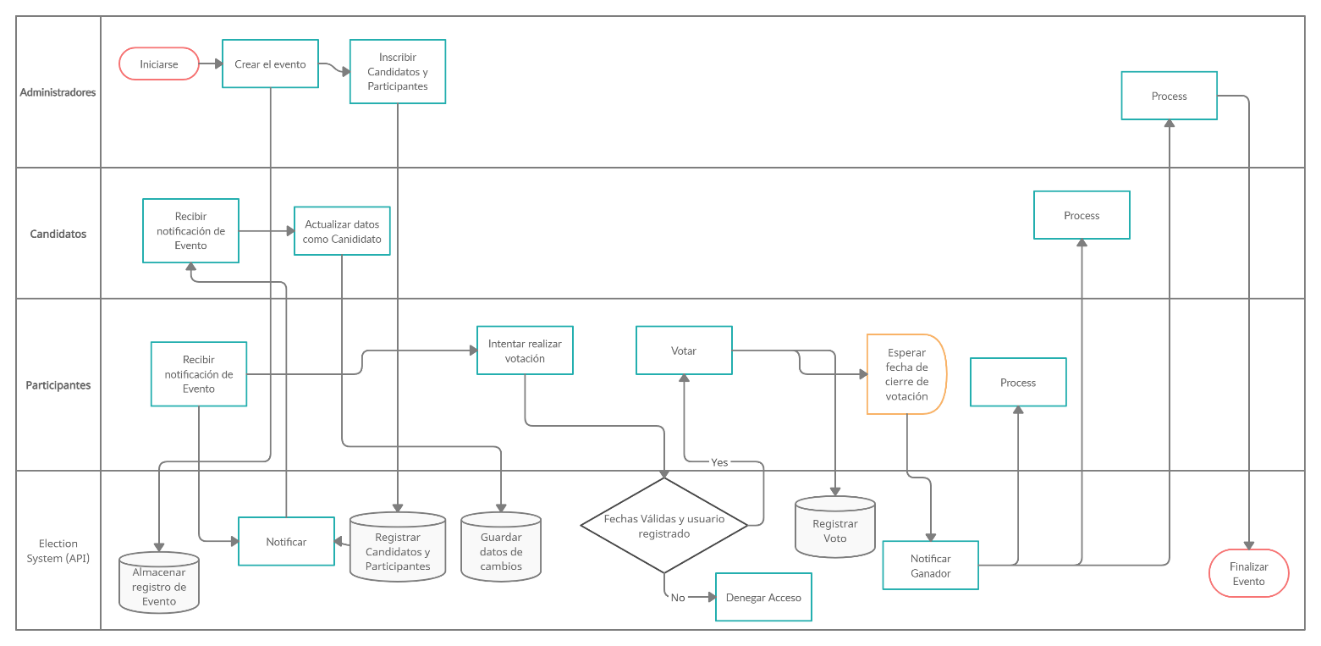 Administradores
Iniciarse
Crear el evento
Inscribir
Candidatos y
Participantes
Process
Candidatos
Recibir
notificación de
Evento
Actualizar datos
como Canididato
Process
Participantes
Recibir
notificación de
Evento
Intentar realizar
votación
Votar
Esperar
fecha de
cierre de
votación
Process
Yes
Election
System (API)
Almacenar
registro de
Evento
Notificar
Registrar
Candidatos y
Participantes
Guardar
datos de
cambios
Fechas Válidas y usuario
registrado
No
Denegar Acceso
Registrar
Voto
Notificar
Ganador
Finalizar
Evento